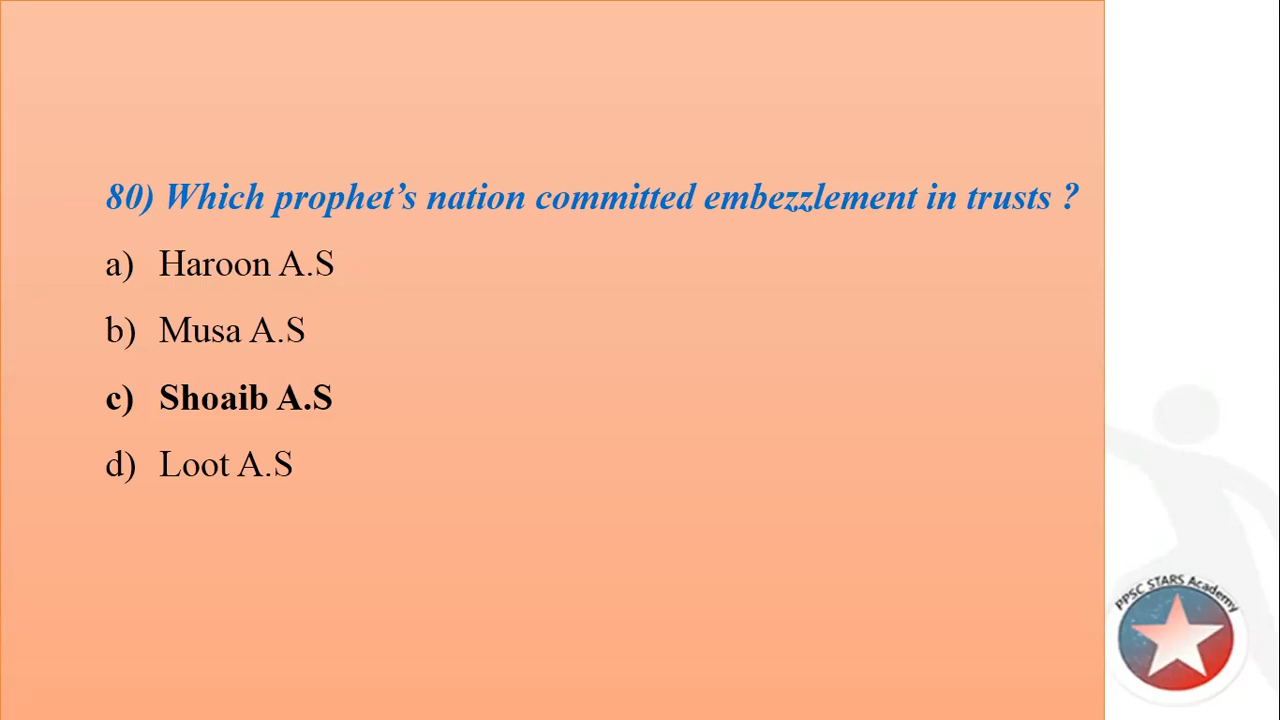 80) Which prophet’s nation committed embezzlement in trusts ?
a) Haroon A.S
b) Musa A.S
c) Shoaib A.S
d) Loot A.S
PPSC STARS Academy